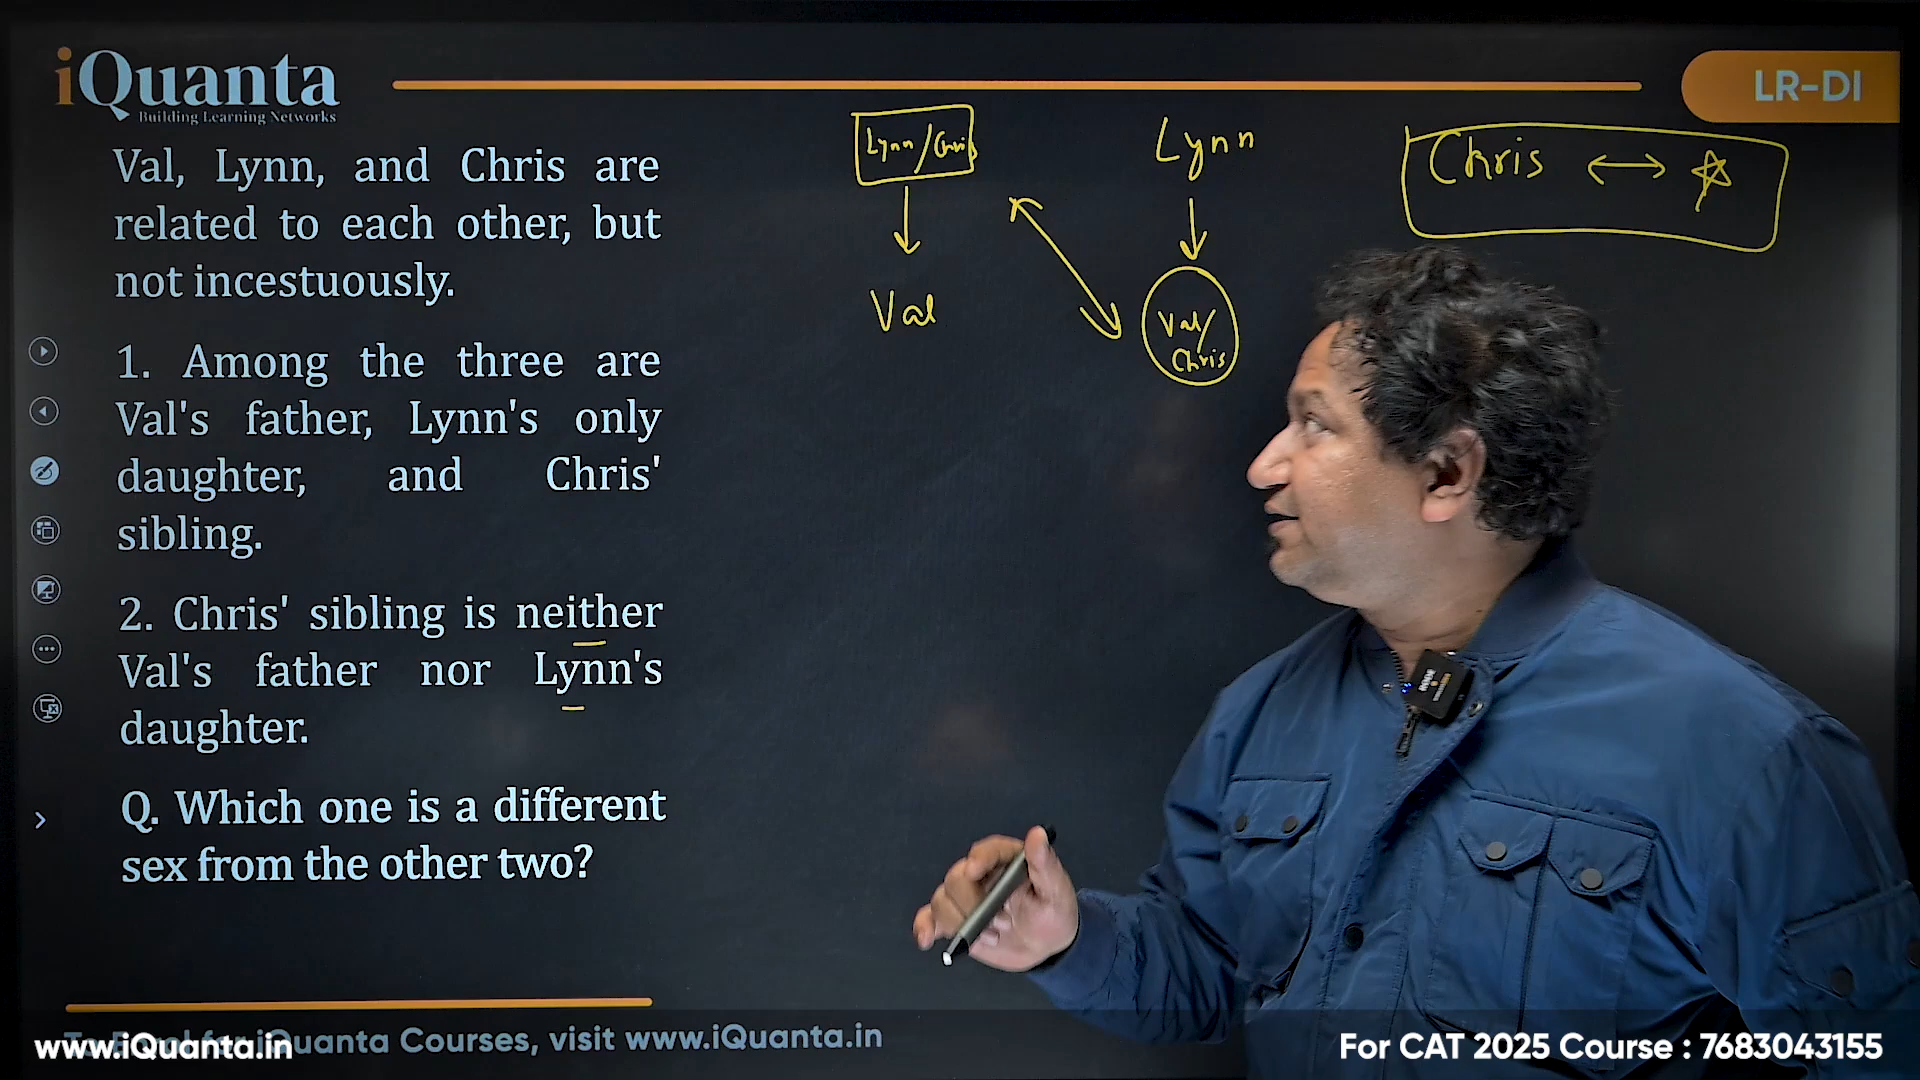 iQuanta
Building Learning Networks
LR-DI
Val, Lynn, and Chris are
related to each other, but
not incestuously.
1. Among the three are
Val's father, Lynn's only
daughter, and Chris'
sibling.
2. Chris' sibling is neither
Val's father nor Lynn's
daughter.
Q. Which one is a different
sex from the other two?
Lynn/Chris
Val
Lynn
Val/
Chris
Chris
iQuanta Courses, visit www.iQuanta.in
www.iQuanta.in
For CAT 2025 Course : 7683043155